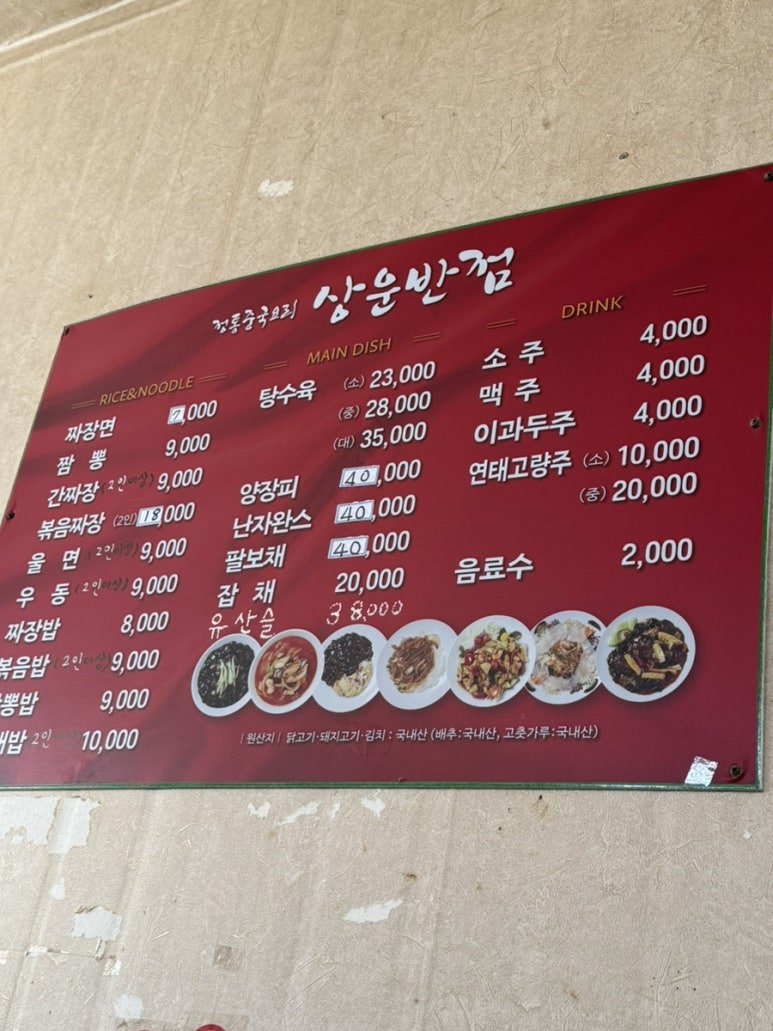 정통중국요리 상운반점
RICE&NOODLE
짜장면 7,000
짬 뽕 9,000
간짜장 (2인이상) 9,000
볶음짜장 (2인) 18,000
울 면 (2인이상) 9,000
우 동 (2인이상) 9,000
짜장밥 8,000
볶음밥 (2인이상) 9,000
뽕밥 9,000
밥 2인이상 10,000
MAIN DISH
탕수육 (소) 23,000
(중) 28,000
(대) 35,000
양장피 40,000
난자완스 40,000
팔보채 40,000
잡 채 20,000
유산슬 38,000
DRINK
소 주 4,000
맥 주 4,000
이과두주 4,000
연태고량주 (소) 10,000
(중) 20,000
음료수 2,000
| 원산지 | 닭고기·돼지고기·김치 : 국내산 (배추:국내산, 고춧가루:국내산)